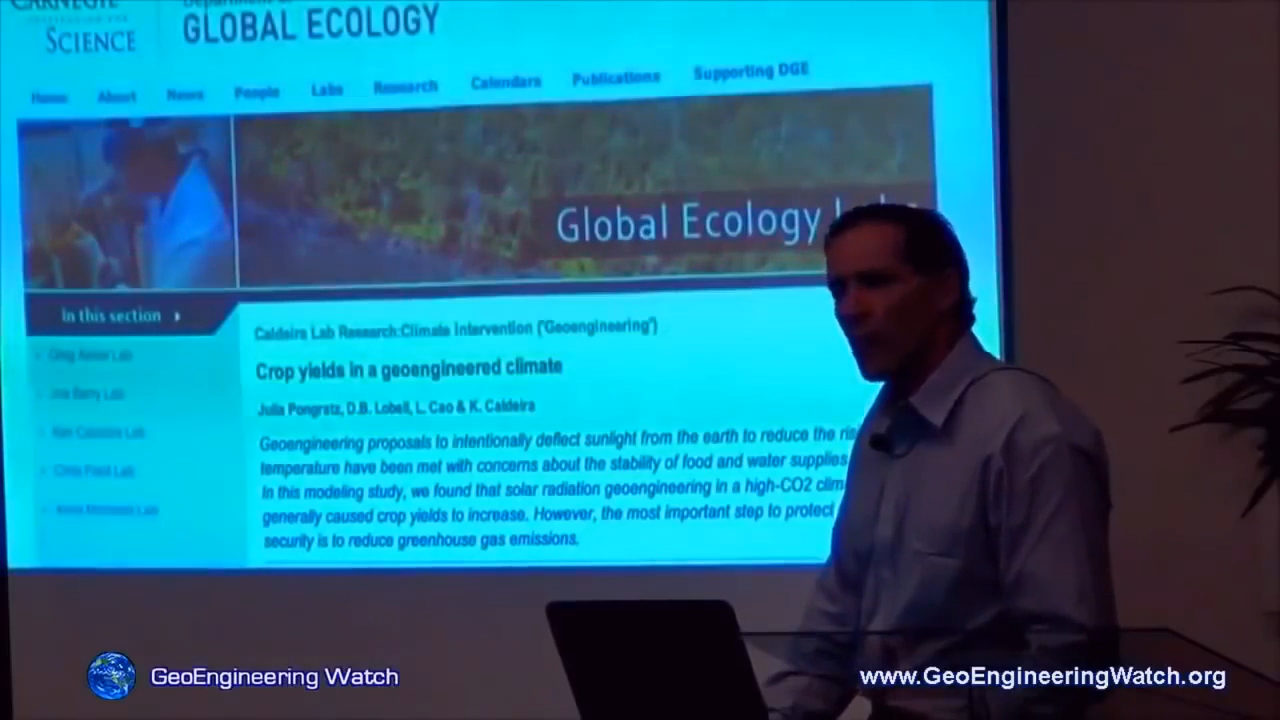 CARNEGIE
SCIENCE
GLOBAL ECOLOGY
Home About News People Labs Research Calendars Publications Supporting DGE
Global Ecology
In this section
Caldeira Lab Research:Climate Intervention ('Geoengineering')
Crop yields in a geoengineered climate
Julia Pongratz, D.B. Lobell, L. Cao & K. Caldeira
Geoengineering proposals to intentionally deflect sunlight from the earth to reduce the
temperature have been met with concerns about the stability of food and water supplies
In this modeling study, we found that solar radiation geoengineering in a high-CO2
generally caused crop yields to increase. However, the most important step to protect
security is to reduce greenhouse gas emissions.
GeoEngineering Watch
www.GeoEngineeringWatch.org